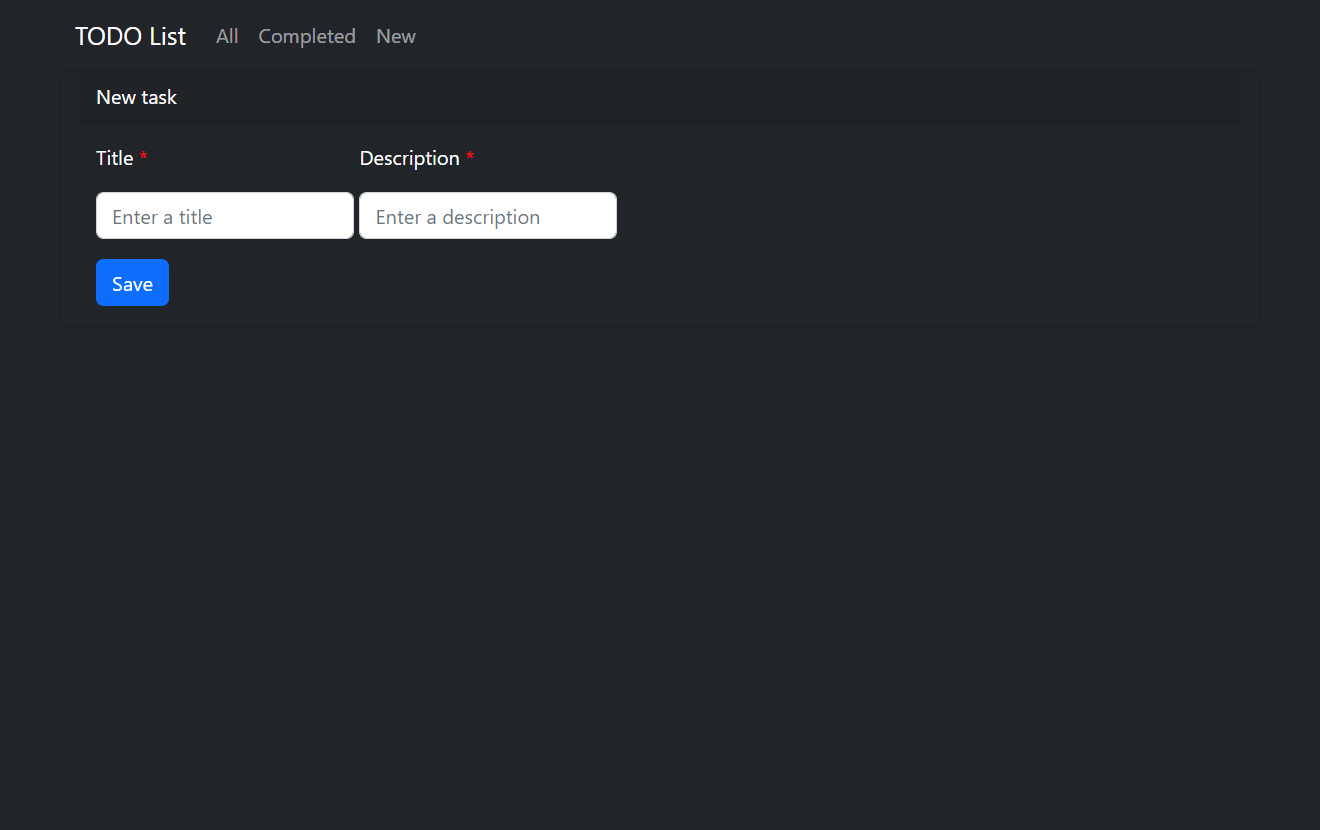 TODO List All Completed New
New task
Title * Description *
Enter a title Enter a description
Save